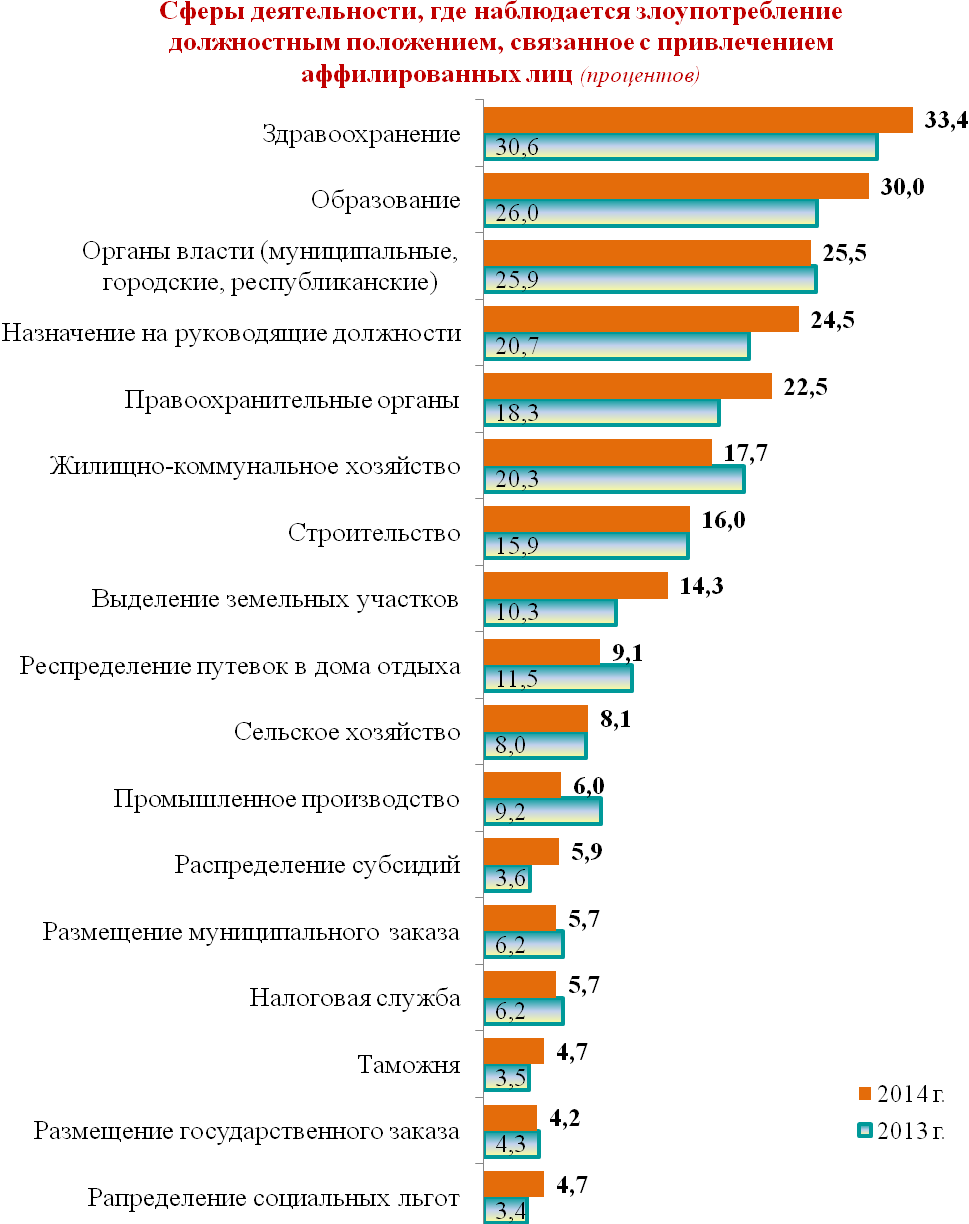 Сферы деятельности, где наблюдается злоупотребление
должностным положением, связанное с привлечением
аффилированных лиц (процентов)
Здравоохранение
33,4
30,6
Образование
30,0
26,0
Органы власти (муниципальные,
городские, республиканские)
25,5
25,9
Назначение на руководящие должности
24,5
20,7
Правоохранительные органы
22,5
18,3
Жилищно-коммунальное хозяйство
17,7
20,3
Строительство
16,0
15,9
Выделение земельных участков
14,3
10,3
Респределение путевок в дома отдыха
9,1
11,5
Сельское хозяйство
8,1
8,0
Промышленное производство
6,0
9,2
Распределение субсидий
5,9
3,6
Размещение муниципального заказа
5,7
6,2
Налоговая служба
5,7
6,2
Таможня
4,7
3,5
Размещение государственного заказа
4,2
4,3
Рапределение социальных льгот
4,7
3,4
2014 г.
2013 г.